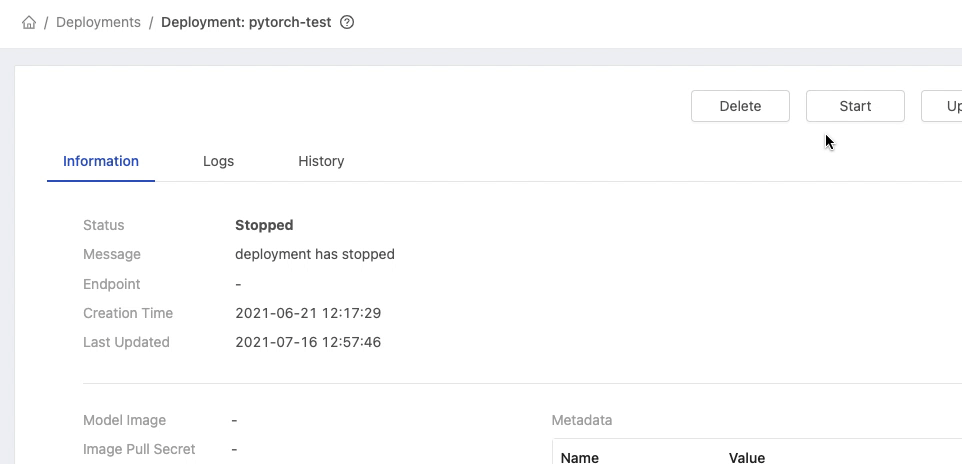 / Deployments / Deployment: pytorch-test ?
Delete Start Up
Information Logs History
Status Stopped
Message deployment has stopped
Endpoint -
Creation Time 2021-06-21 12:17:29
Last Updated 2021-07-16 12:57:46
Model Image - Metadata
Image Pull Secret -
Name Value